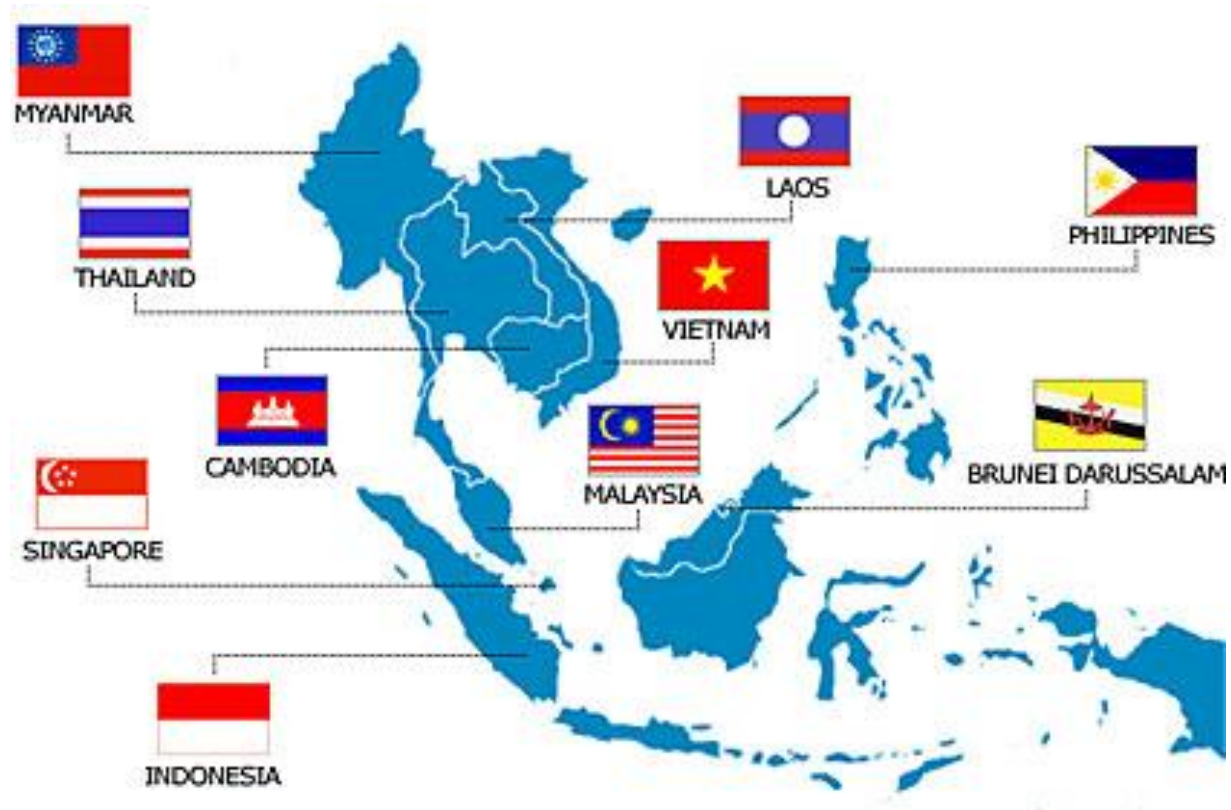 MYANMAR
LAOS
PHILIPPINES
THAILAND
VIETNAM
CAMBODIA
MALAYSIA
BRUNEI DARUSSALAM
SINGAPORE
INDONESIA